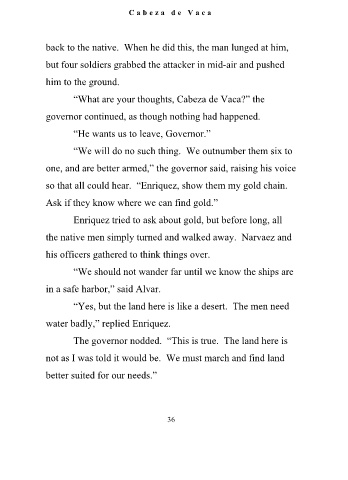 Cabeza de Vaca
back to the native. When he did this, the man lunged at him,
but four soldiers grabbed the attacker in mid-air and pushed
him to the ground.
“What are your thoughts, Cabeza de Vaca?” the
governor continued, as though nothing had happened.
“He wants us to leave, Governor.”
“We will do no such thing. We outnumber them six to
one, and are better armed,” the governor said, raising his voice
so that all could hear. “Enriquez, show them my gold chain.
Ask if they know where we can find gold.”
Enriquez tried to ask about gold, but before long, all
the native men simply turned and walked away. Narvaez and
his officers gathered to think things over.
“We should not wander far until we know the ships are
in a safe harbor,” said Alvar.
“Yes, but the land here is like a desert. The men need
water badly,” replied Enriquez.
The governor nodded. “This is true. The land here is
not as I was told it would be. We must march and find land
better suited for our needs.”
36